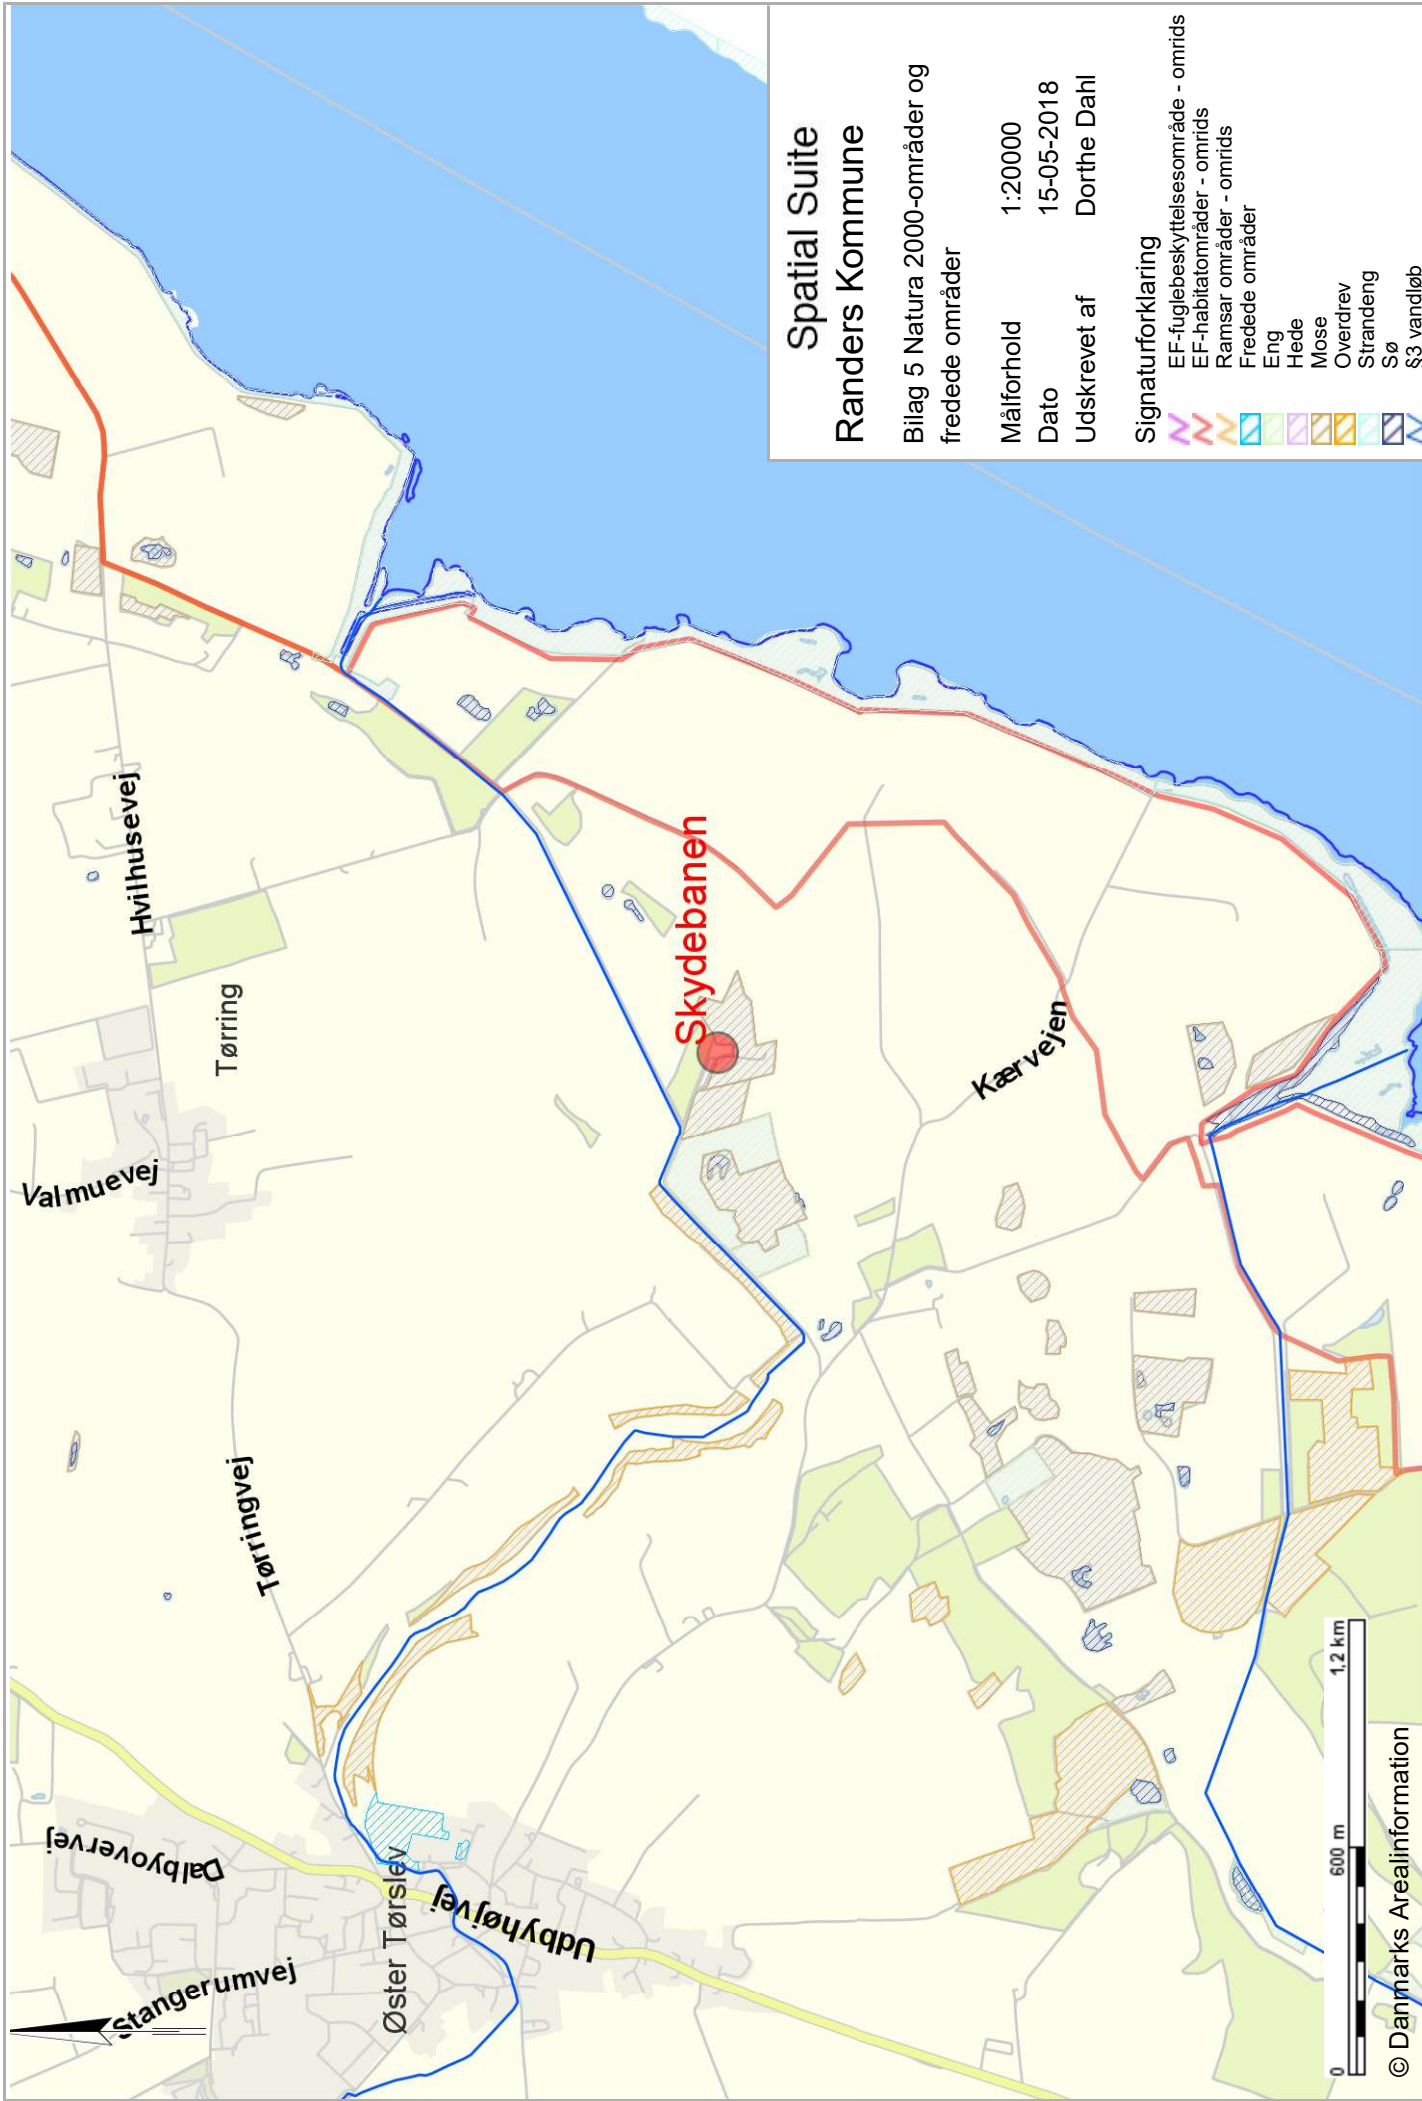 Spatial Suite
Randers Kommune
Bilag 5 Natura 2000-områder og
fredede områder
Målforhold 1:20000
Dato 15-05-2018
Udskrevet af Dorthe Dahl
Signaturforklaring
EF-fuglebeskyttelsesområde - omrids
EF-habitatområder - omrids
Ramsar områder - omrids
Fredede områder
Eng
Hede
Mose
Overdrev
Strandeng
Sø
§3 vandløb
Stangerumvej
Dalbyovervej
Valmuevej
Hvilhusevej
Tørring
Tørringvej
Øster Tørslev
Udbyhøjvej
Skydebanen
Kærvejen
0 600 m 1,2 km
© Danmarks Arealinformation